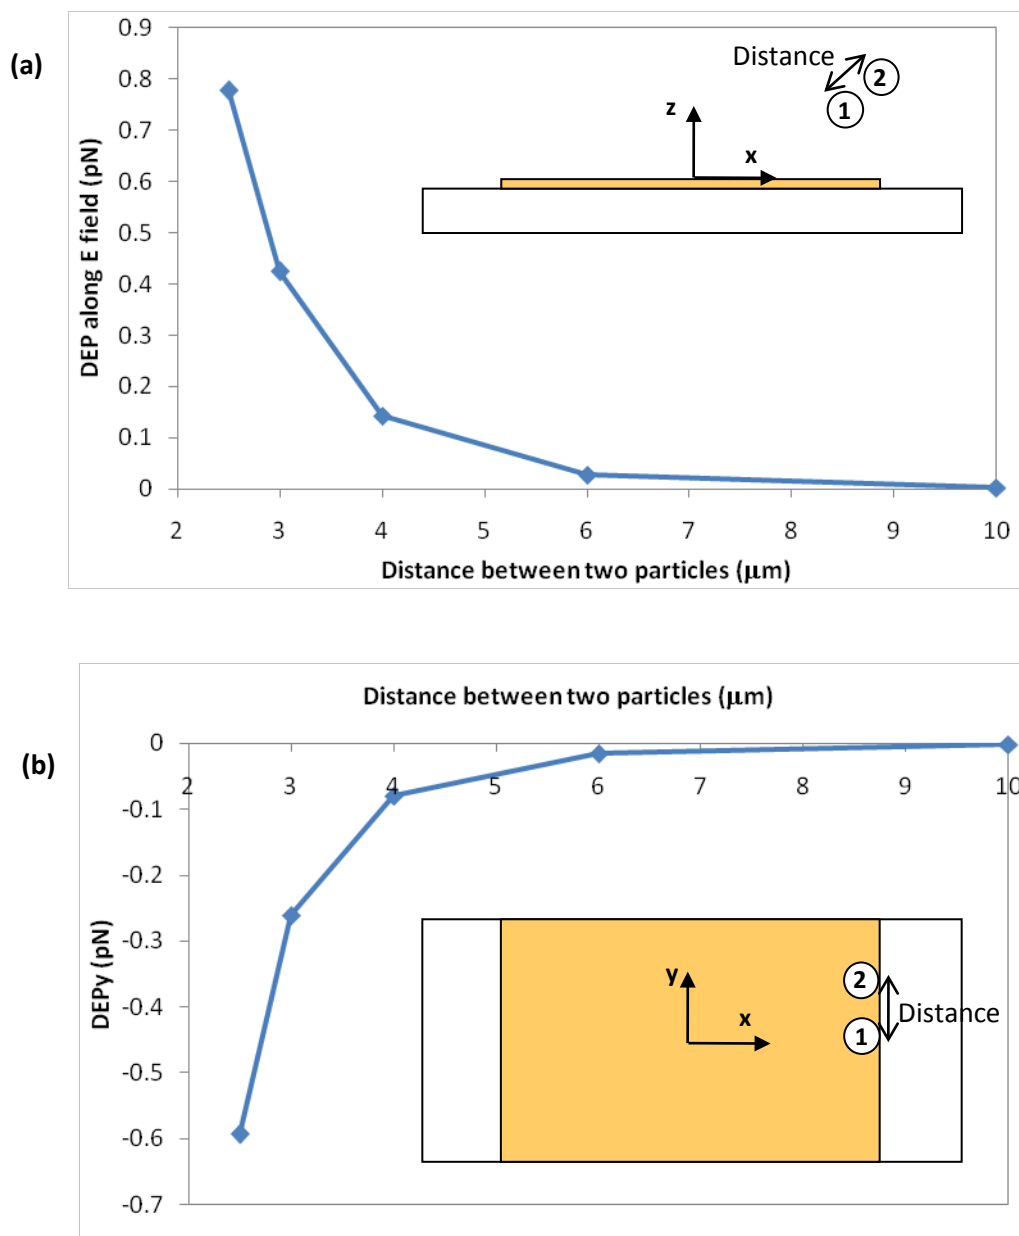 (a)
0.9
0.8
0.7
0.6
0.5
0.4
0.3
0.2
0.1
0
DEP along E field (pN)
Distance
2
1
z
x
2 3 4 5 6 7 8 9 10
Distance between two particles (μm)
(b)
Distance between two particles (μm)
0
-0.1
-0.2
-0.3
-0.4
-0.5
-0.6
-0.7
DEPy (pN)
2 3 4 5 6 7 8 9 10
y
x
2
1
Distance